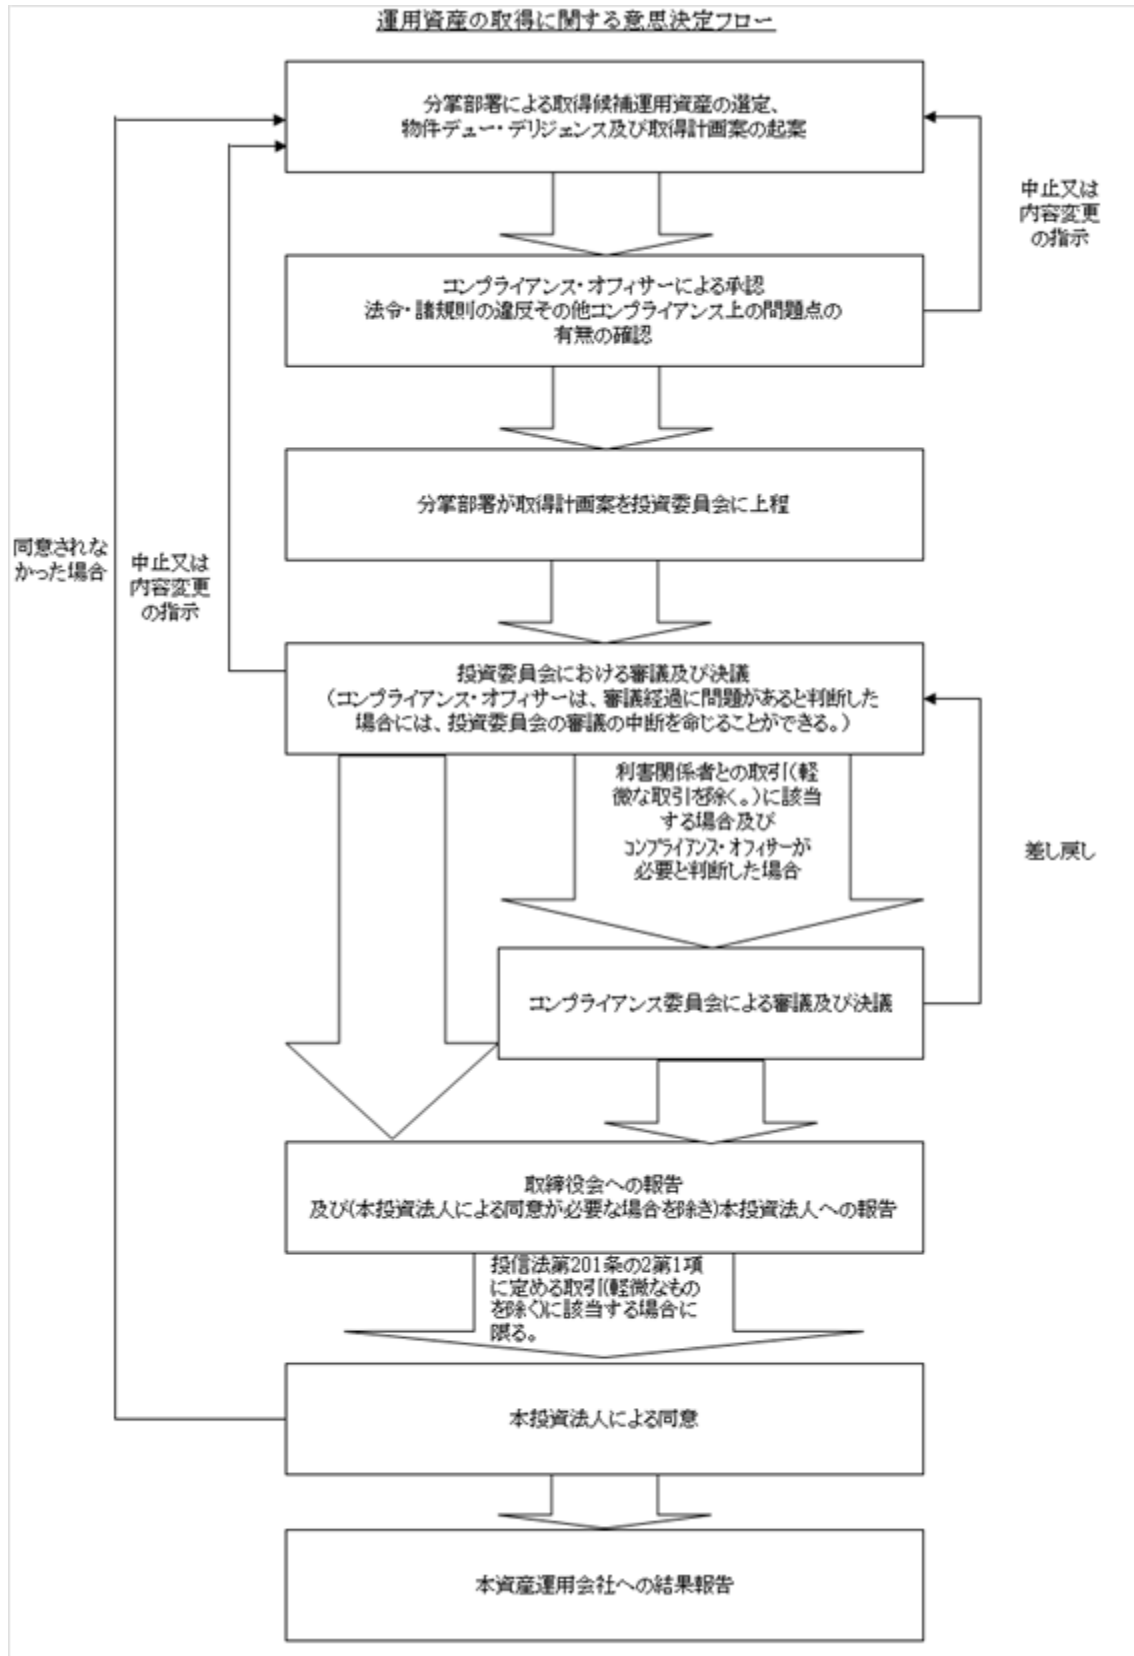 運用資産の取得に関する意思決定フロー
分掌部署による取得候補運用資産の選定、
物件デュー・デリジェンス及び取得計画案の起案
中止又は
内容変更
の指示
コンプライアンス・オフィサーによる承認
法令・諸規則の違反その他コンプライアンス上の問題点の
有無の確認
分掌部署が取得計画案を投資委員会に上程
同意されな
かった場合
中止又は
内容変更
の指示
投資委員会における審議及び決議
（コンプライアンス・オフィサーは、審議経過に問題があると判断した
場合には、投資委員会の審議の中断を命じることができる。）
利害関係者との取引（軽
微な取引を除く。）に該当
する場合及び
コンプライアンス・オフィサーが
必要と判断した場合
差し戻し
コンプライアンス委員会による審議及び決議
取締役会への報告
及び(本投資法人による同意が必要な場合を除き)本投資法人への報告
投信法第201条の2第1項
に定める取引(軽微なもの
を除く)に該当する場合に
限る。
本投資法人による同意
本資産運用会社への結果報告